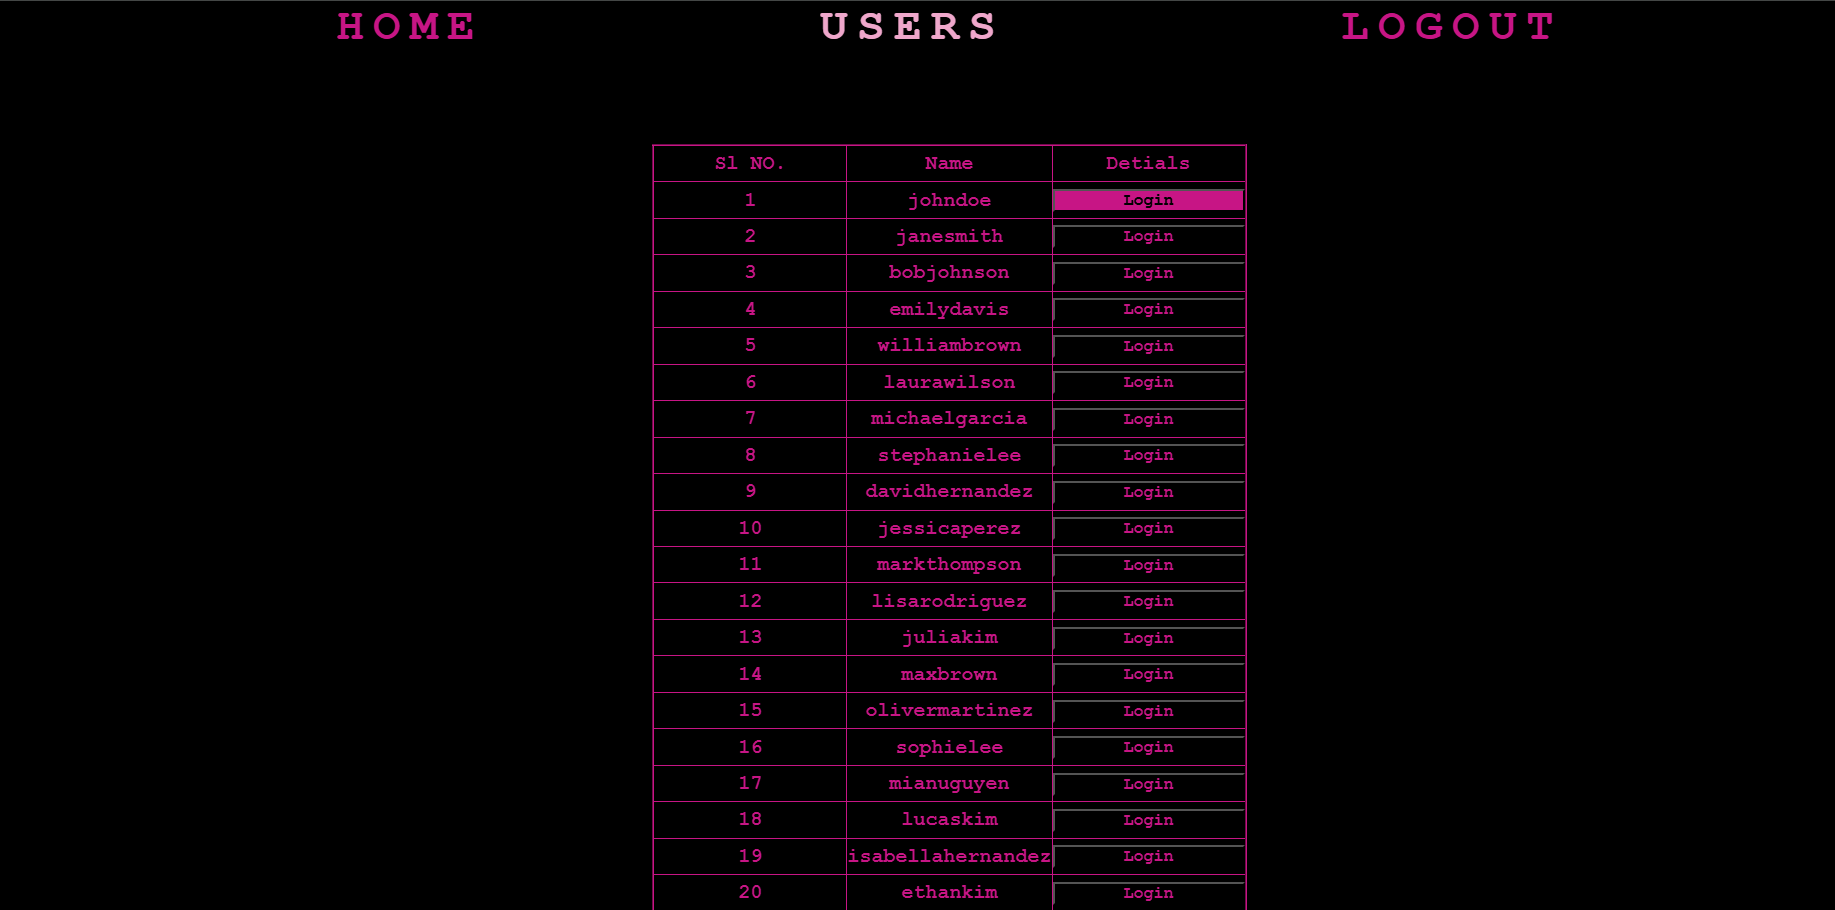 HOME USERS LOGOUT
Sl NO. Name Detials
1 johndoe Login
2 janesmith Login
3 bobjohnson Login
4 emilydavis Login
5 williambrown Login
6 laurawilson Login
7 michaelgarcia Login
8 stephanielee Login
9 davidhernandez Login
10 jessicaperez Login
11 markthompson Login
12 lisarodriguez Login
13 juliakim Login
14 maxbrown Login
15 olivermartinez Login
16 sophielee Login
17 mianuguyen Login
18 lucaskim Login
19 isabellahernandez Login
20 ethankim Login